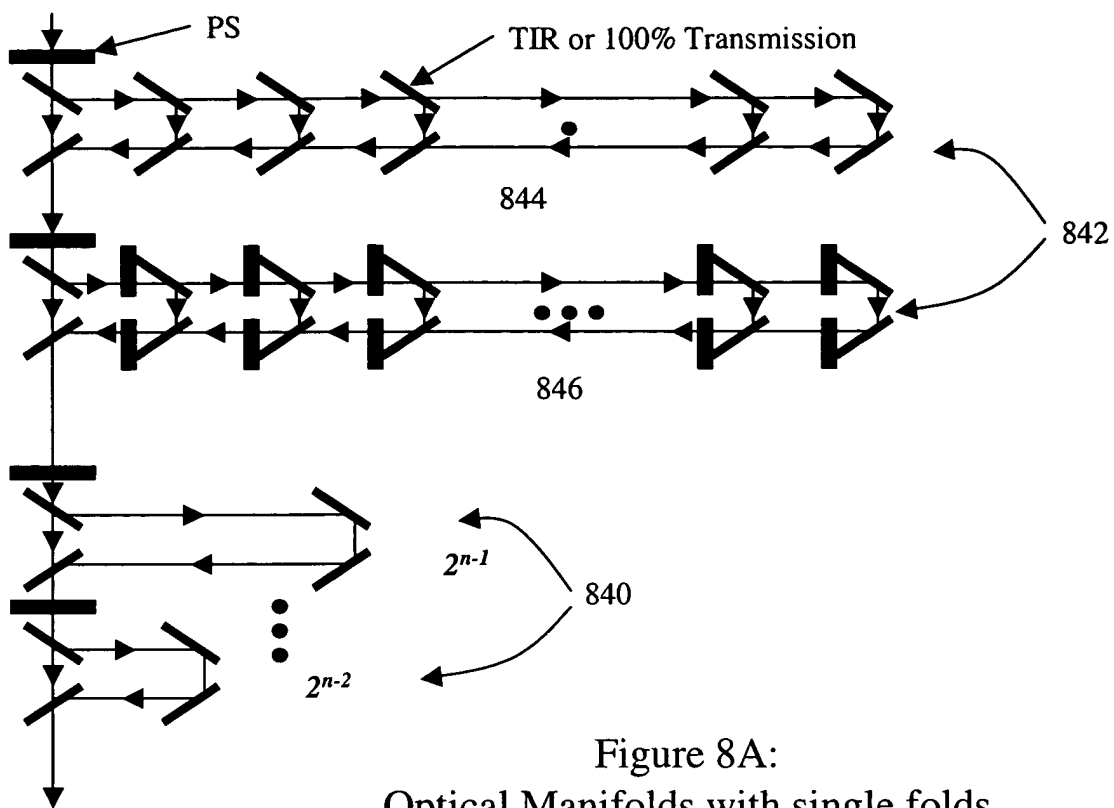 PS
TIR or 100% Transmission
844
842
846
2^{n-1}
840
2^{n-2}
Figure 8A:
Optical Manifolds with single folds